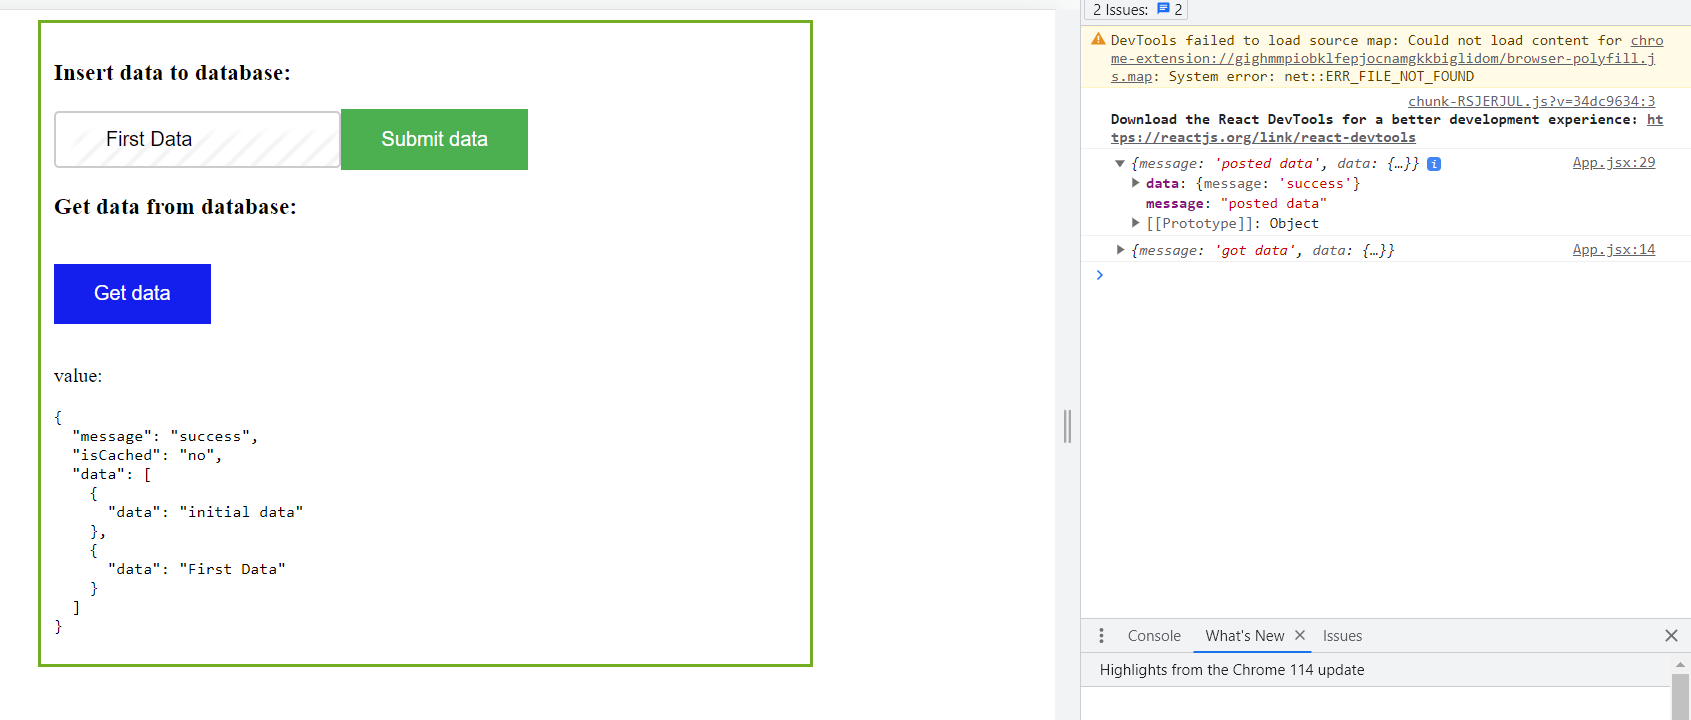 Insert data to database:
First Data
Submit data
Get data from database:
Get data
value:
{
  "message": "success",
  "isCached": "no",
  "data": [
    {
      "data": "initial data"
    },
    {
      "data": "First Data"
    }
  ]
}
2 Issues: 2
DevTools failed to load source map: Could not load content for chro
me-extension://gighmmpiobklfepjocnamgkkbiglidom/browser-polyfill.j
s.map: System error: net::ERR_FILE_NOT_FOUND
chunk-RSJERJUL.js?v=34dc9634:3
Download the React DevTools for a better development experience: ht
tps://reactjs.org/link/react-devtools
{message: 'posted data', data: {…}} i App.jsx:29
data: {message: 'success'}
message: "posted data"
[[Prototype]]: Object
{message: 'got data', data: {…}} App.jsx:14
Console What's New Issues
Highlights from the Chrome 114 update